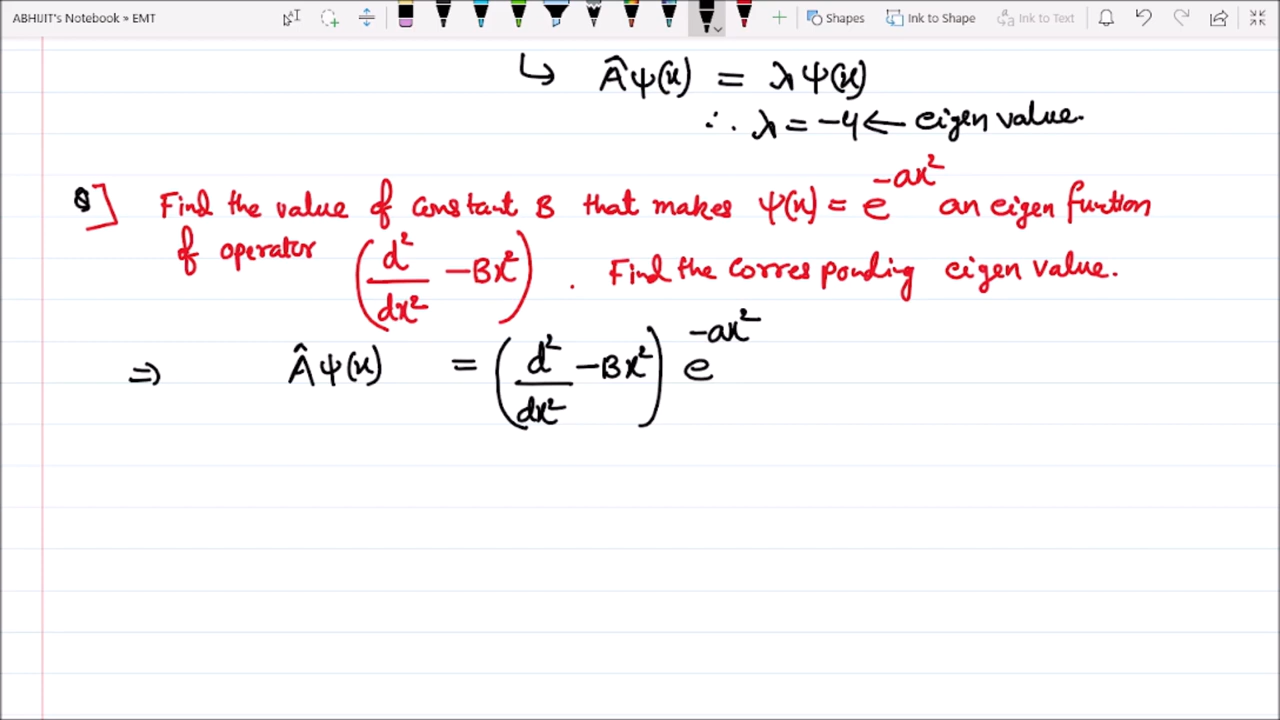 ABHIJIT's Notebook » EMT
Shapes Ink to Shape Ink to Text
↳ Âψ(x) = λψ(x)
∴ λ = -4 ← eigen value.
Q] Find the value of constant B that makes ψ(x) = e^{-ax²} an eigen function
of operator (d²/dx² - Bx²). Find the corresponding eigen value.
⇒ Âψ(x) = (d²/dx² - Bx²) e^{-ax²}